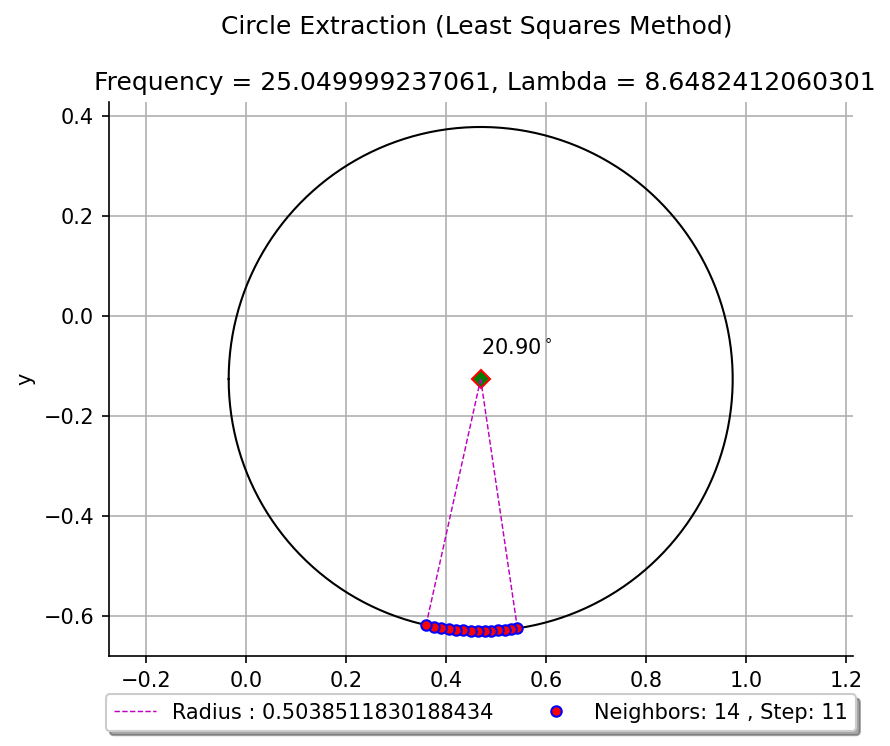 Circle Extraction (Least Squares Method)
Frequency = 25.049999237061, Lambda = 8.6482412060301
0.4
0.2
0.0
−0.2
−0.4
−0.6
y
20.90°
−0.2 0.0 0.2 0.4 0.6 0.8 1.0 1.2
Radius : 0.5038511830188434 Neighbors: 14 , Step: 11